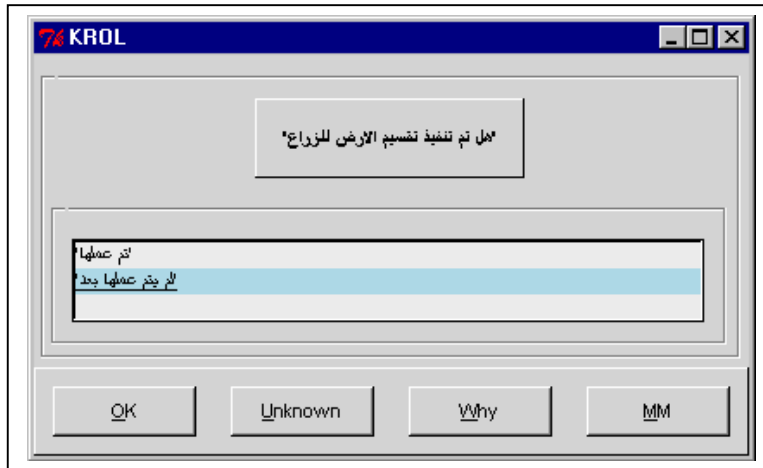 KROL
'هل تم تنفيذ تقسيم الارض للزراع'
'تم عملها'
'لم يتم عملها بعد'
OK
Unknown
Why
MM